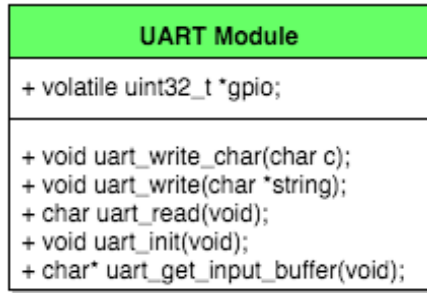 UART Module
+ volatile uint32_t *gpio;
+ void uart_write_char(char c);
+ void uart_write(char *string);
+ char uart_read(void);
+ void uart_init(void);
+ char* uart_get_input_buffer(void);